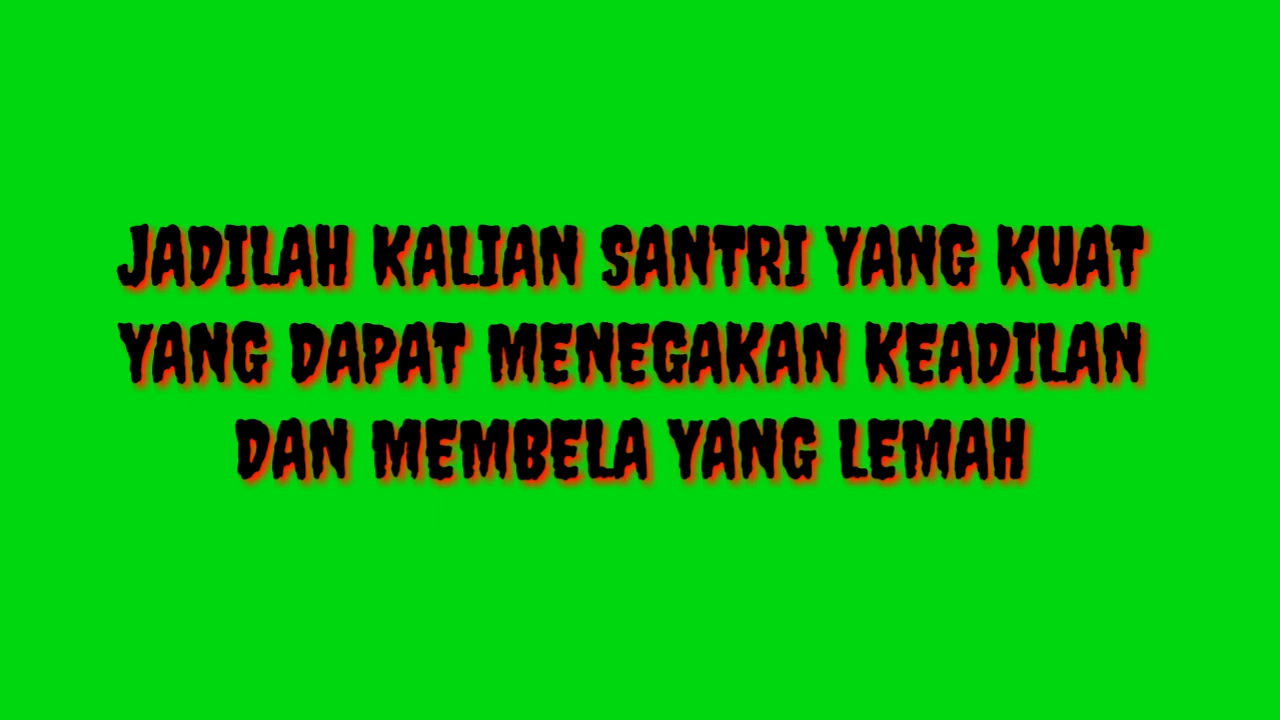 JADILAH KALIAN SANTRI YANG KUAT
YANG DAPAT MENEGAKAN KEADILAN
DAN MEMBELA YANG LEMAH